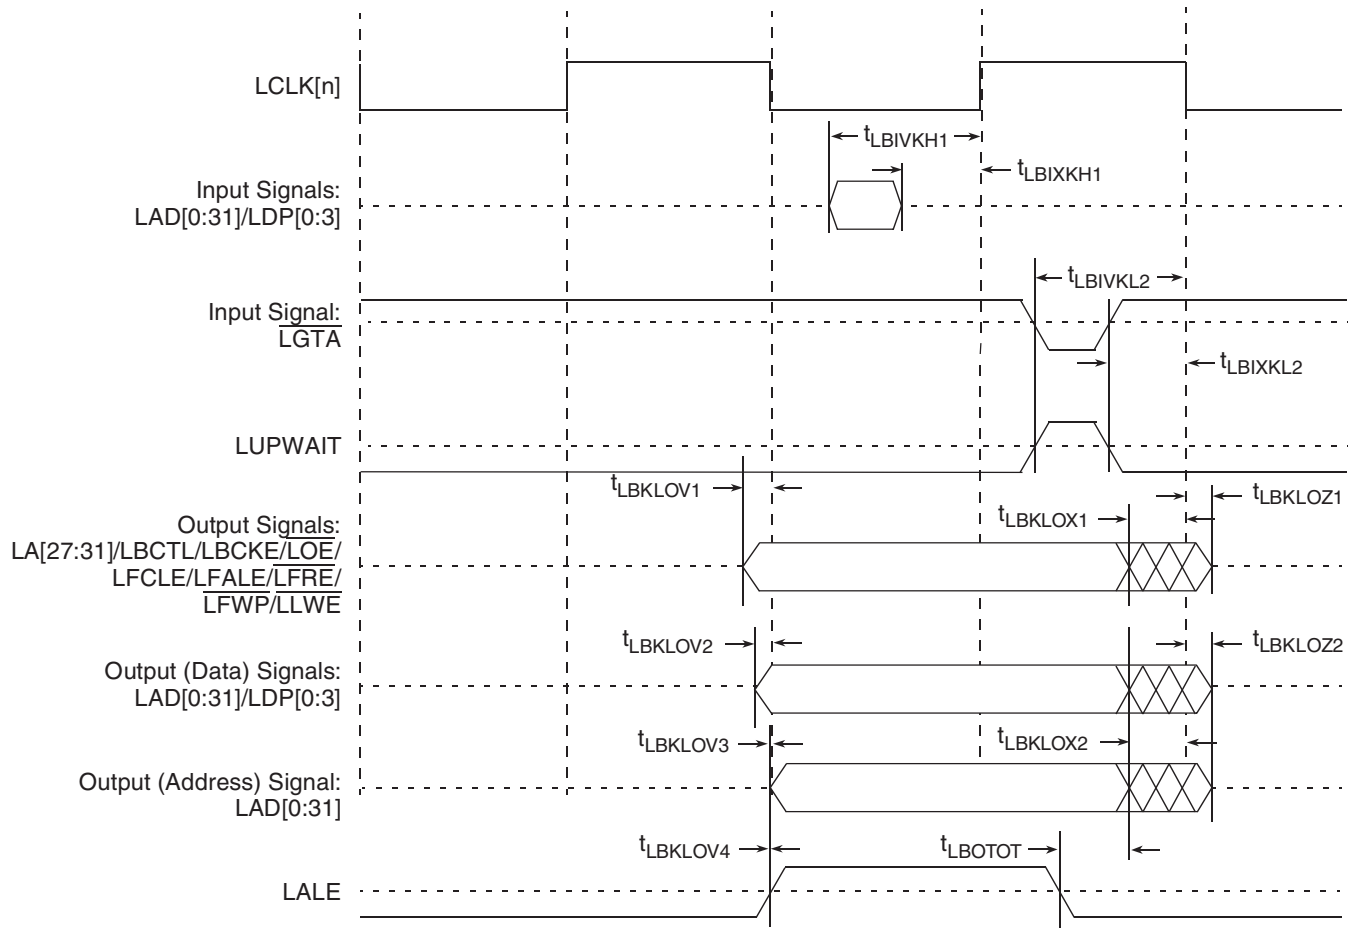 LCLK[n]
tLBIVKH1
tLBIXKH1
Input Signals:
LAD[0:31]/LDP[0:3]
tLBIVKL2
Input Signal:
LGTA
tLBIXKL2
LUPWAIT
tLBKLOV1
tLBKLOZ1
tLBKLOX1
Output Signals:
LA[27:31]/LBCTL/LBCKE/LOE/
LFCLE/LFALE/LFRE/
LFWP/LLWE
tLBKLOV2
tLBKLOZ2
Output (Data) Signals:
LAD[0:31]/LDP[0:3]
tLBKLOV3
tLBKLOX2
Output (Address) Signal:
LAD[0:31]
tLBKLOV4
tLBOTOT
LALE